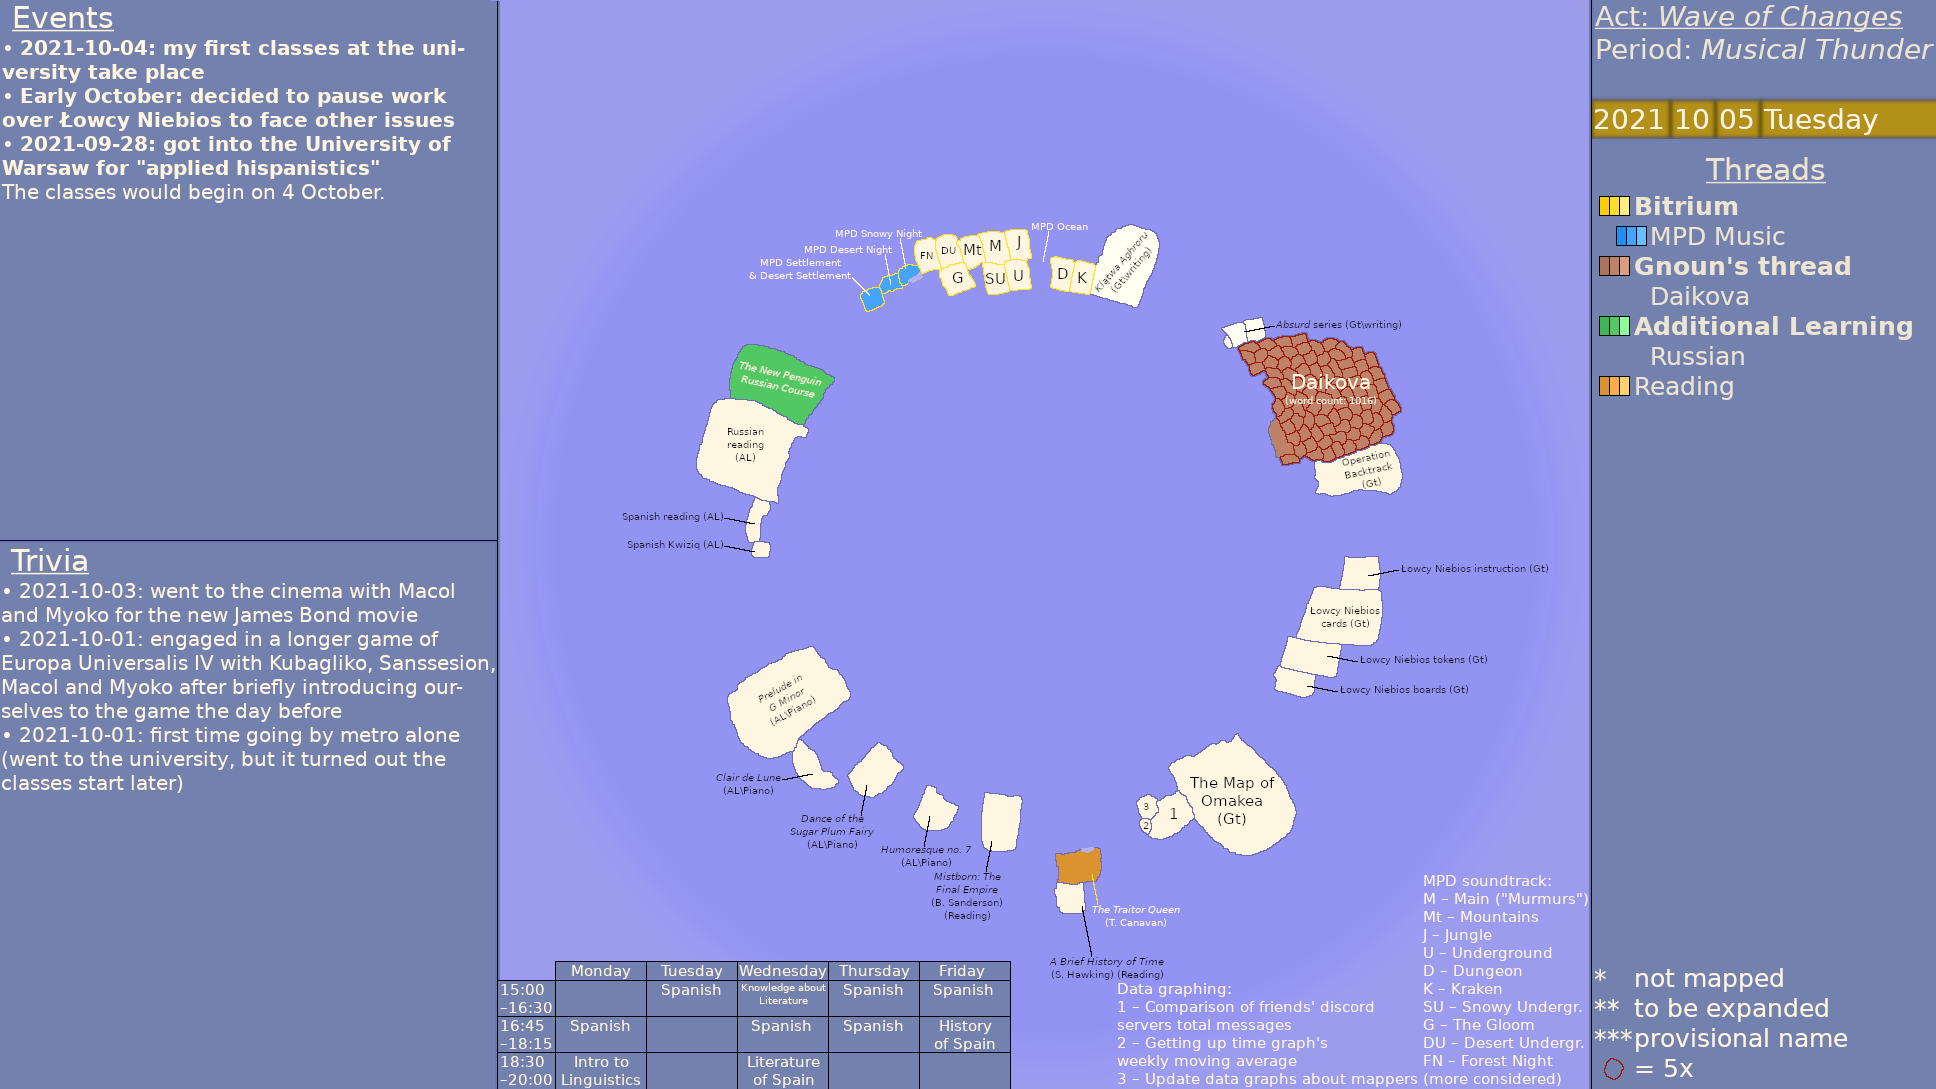 Events
• 2021-10-04: my first classes at the uni-
versity take place
• Early October: decided to pause work
over Łowcy Niebios to face other issues
• 2021-09-28: got into the University of
Warsaw for "applied hispanistics"
The classes would begin on 4 October.
Trivia
• 2021-10-03: went to the cinema with Macol
and Myoko for the new James Bond movie
• 2021-10-01: engaged in a longer game of
Europa Universalis IV with Kubagliko, Sanssesion,
Macol and Myoko after briefly introducing our-
selves to the game the day before
• 2021-10-01: first time going by metro alone
(went to the university, but it turned out the
classes start later)
MPD Snowy Night
MPD Desert Night
MPD Settlement
& Desert Settlement
FN
DU
Mt
M
J
G
SU
U
MPD Ocean
D
K
Klątwa Aghroru
(Gt\writing)
Absurd series (Gt\writing)
Daikova
(word count: 1016)
Operation
Backtrack
(Gt)
The New Penguin
Russian Course
Russian
reading
(AL)
Spanish reading (AL)
Spanish Kwiziq (AL)
Łowcy Niebios instruction (Gt)
Łowcy Niebios
cards (Gt)
Łowcy Niebios tokens (Gt)
Łowcy Niebios boards (Gt)
Prelude in
G Minor
(AL\Piano)
Clair de Lune
(AL\Piano)
Dance of the
Sugar Plum Fairy
(AL\Piano)
Humoresque no. 7
(AL\Piano)
Mistborn: The
Final Empire
(B. Sanderson)
(Reading)
The Traitor Queen
(T. Canavan)
A Brief History of Time
(S. Hawking) (Reading)
The Map of
Omakea
(Gt)
1
2
3
Monday Tuesday Wednesday Thursday Friday
15:00
–16:30
Spanish
Knowledge about
Literature
Spanish
Spanish
16:45
–18:15
Spanish
Spanish
Spanish
History
of Spain
18:30
–20:00
Intro to
Linguistics
Literature
of Spain
Data graphing:
1 – Comparison of friends' discord
servers total messages
2 – Getting up time graph's
weekly moving average
3 – Update data graphs about mappers
MPD soundtrack:
M – Main ("Murmurs")
Mt – Mountains
J – Jungle
U – Underground
D – Dungeon
K – Kraken
SU – Snowy Undergr.
G – The Gloom
DU – Desert Undergr.
FN – Forest Night
(more considered)
Act: Wave of Changes
Period: Musical Thunder
2021 10 05 Tuesday
Threads
Bitrium
MPD Music
Gnoun's thread
Daikova
Additional Learning
Russian
Reading
* not mapped
** to be expanded
*** provisional name
= 5x